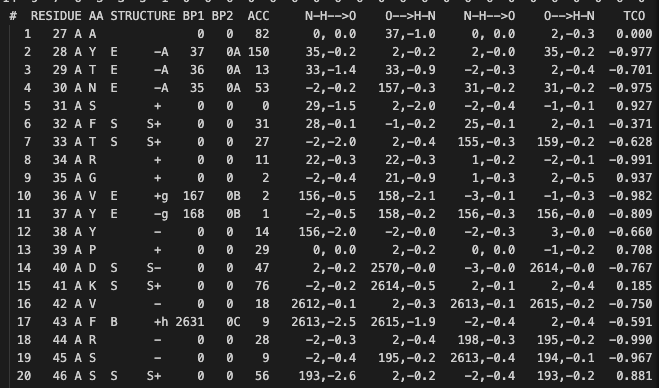 #  RESIDUE AA STRUCTURE BP1 BP2  ACC     N-H-->O    O-->H-N    N-H-->O    O-->H-N    TCO
1   27 A A              0   0   82      0, 0.0    37,-1.0     0, 0.0     2,-0.3   0.000
2   28 A Y  E     -A   37   0A 150     35,-0.2     2,-0.2     2,-0.0    35,-0.2  -0.977
3   29 A T  E     -A   36   0A  13     33,-1.4    33,-0.9    -2,-0.3     2,-0.4  -0.701
4   30 A N  E     -A   35   0A  53     -2,-0.2   157,-0.3    31,-0.2    31,-0.2  -0.975
5   31 A S        +     0   0    0     29,-1.5     2,-2.0    -2,-0.4    -1,-0.1   0.927
6   32 A F  S    S+     0   0   31     28,-0.1    -1,-0.2    25,-0.1     2,-0.1  -0.371
7   33 A T  S    S+     0   0   27     -2,-2.0     2,-0.4   155,-0.3   159,-0.2  -0.628
8   34 A R        +     0   0   11     22,-0.3    22,-0.3     1,-0.2    -2,-0.1  -0.991
9   35 A G        +     0   0    2     -2,-0.4    21,-0.9     1,-0.3     2,-0.5   0.937
10   36 A V  E     +g  167   0B   2    156,-0.5   158,-2.1    -3,-0.1    -1,-0.3  -0.982
11   37 A Y  E     -g  168   0B   1     -2,-0.5   158,-0.2   156,-0.3   156,-0.0  -0.809
12   38 A Y        -     0   0   14    156,-2.0    -2,-0.0    -2,-0.3     3,-0.0  -0.660
13   39 A P        +     0   0   29      0, 0.0     2,-0.2     0, 0.0    -1,-0.2   0.708
14   40 A D  S    S-     0   0   47      2,-0.2  2570,-0.0    -3,-0.0  2614,-0.0  -0.767
15   41 A K  S    S+     0   0   76     -2,-0.2  2614,-0.5     2,-0.1     2,-0.4   0.185
16   42 A V        -     0   0   18   2612,-0.1     2,-0.3  2613,-0.1  2615,-0.2  -0.750
17   43 A F  B     +h 2631   0C   9   2613,-2.5  2615,-1.9    -2,-0.4     2,-0.4  -0.591
18   44 A R        -     0   0   28     -2,-0.3     2,-0.4   198,-0.3   195,-0.2  -0.990
19   45 A S        -     0   0    9     -2,-0.4   195,-0.2  2613,-0.4   194,-0.1  -0.967
20   46 A S  S    S+     0   0   56    193,-2.6     2,-0.2    -2,-0.4   193,-0.2   0.881